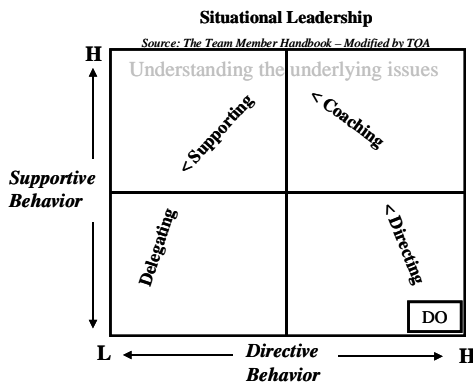 Situational Leadership
Source: The Team Member Handbook – Modified by TQA
H
Understanding the underlying issues
< Supporting
< Coaching
Supportive
Behavior
Delegating
< Directing
DO
L
Directive
Behavior
H